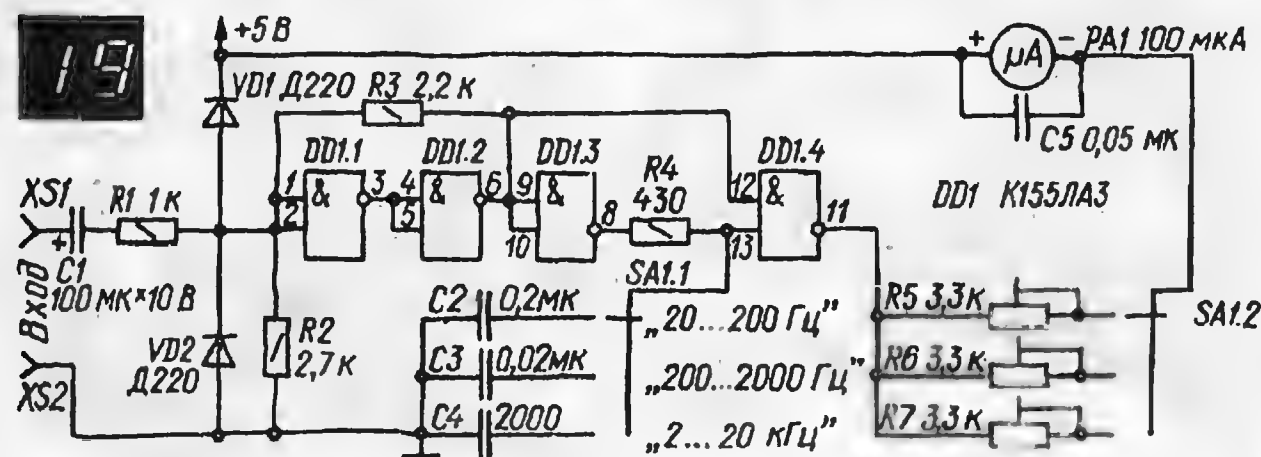 19
+5 В
VD1 Д220
R3 2,2 к
μА
+
-
PA1 100 мкА
C5 0,05 мк
DD1 К155ЛА3
XS1
C1
+
100 мк×10 В
R1 1к
Вход
XS2
VD2
Д220
R2
2,7 к
DD1.1
&
1
2
3
DD1.2
&
4
5
6
DD1.3
&
9
10
8
R4
430
DD1.4
&
12
13
11
SA1.1
C2 0,2мк
C3 0,02мк
C4 2000
„20...200 Гц”
„200...2000 Гц”
„2...20 кГц”
R5 3,3 к
R6 3,3 к
R7 3,3 к
SA1.2